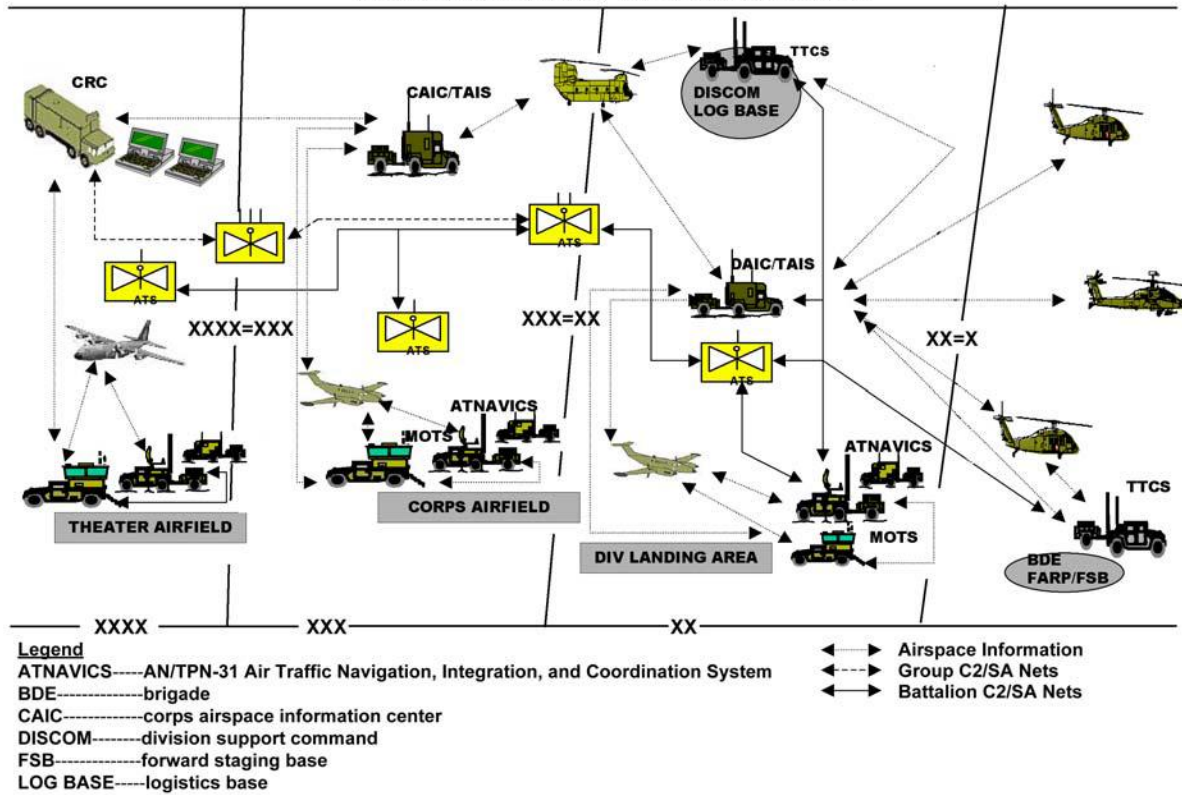 TTCS
CRC
CAIC/TAIS
DISCOM
LOG BASE
ATS
ATS
DAIC/TAIS
XXXX=XXX
XXX=XX
XX=X
ATS
ATS
ATNAVICS
MOTS
ATNAVICS
TTCS
THEATER AIRFIELD
CORPS AIRFIELD
MOTS
DIV LANDING AREA
BDE
FARP/FSB
XXXX
XXX
XX
Legend
ATNAVICS-----AN/TPN-31 Air Traffic Navigation, Integration, and Coordination System
BDE--------------brigade
CAIC-------------corps airspace information center
DISCOM--------division support command
FSB--------------forward staging base
LOG BASE-----logistics base
Airspace Information
Group C2/SA Nets
Battalion C2/SA Nets